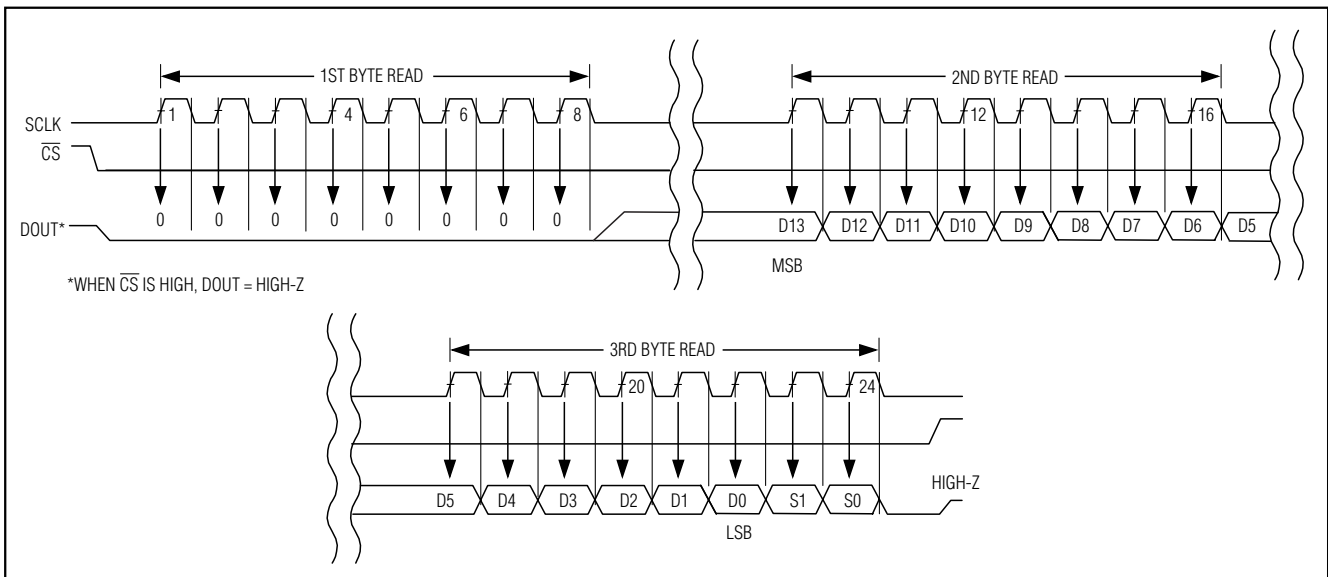 1ST BYTE READ
2ND BYTE READ
SCLK
1
4
6
8
12
16
CS
0 0 0 0 0 0 0 0
DOUT*
D13 D12 D11 D10 D9 D8 D7 D6 D5
MSB
*WHEN CS IS HIGH, DOUT = HIGH-Z
3RD BYTE READ
20
24
HIGH-Z
D5 D4 D3 D2 D1 D0 S1 S0
LSB